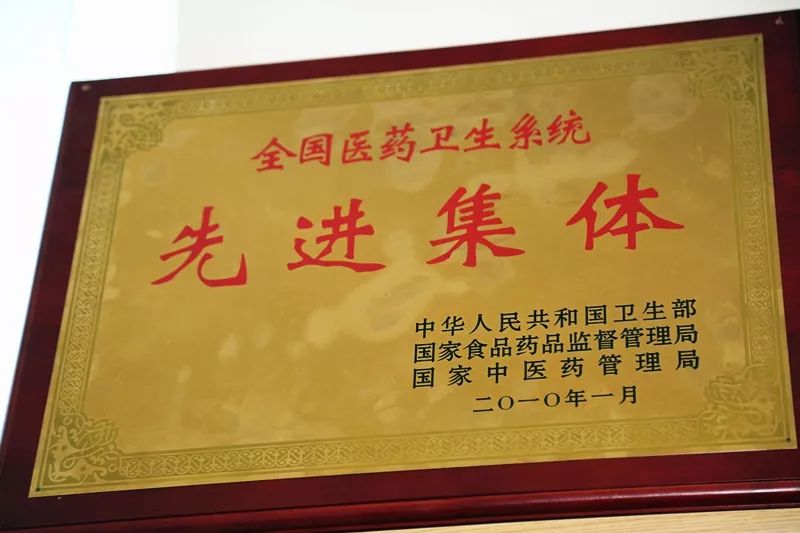 全国医药卫生系统
先进集体
中华人民共和国卫生部
国家食品药品监督管理局
国家中医药管理局
二〇一〇年一月